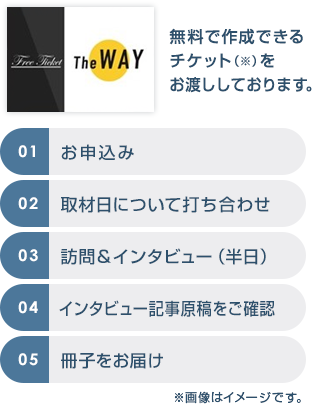 Free Ticket
The WAY
無料で作成できる
チケット（※）を
お渡ししております。
01 お申込み
02 取材日について打ち合わせ
03 訪問＆インタビュー（半日）
04 インタビュー記事原稿をご確認
05 冊子をお届け
※画像はイメージです。